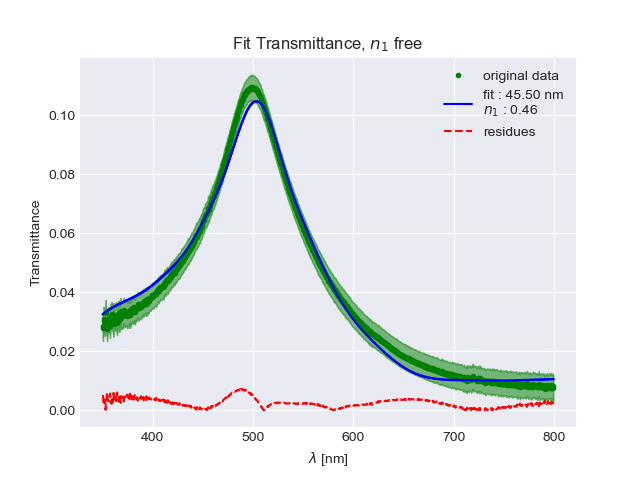 Fit Transmittance, n₁ free
original data
fit : 45.50 nm
n₁ : 0.46
residues
Transmittance
0.10
0.08
0.06
0.04
0.02
0.00
400
500
600
700
800
λ [nm]